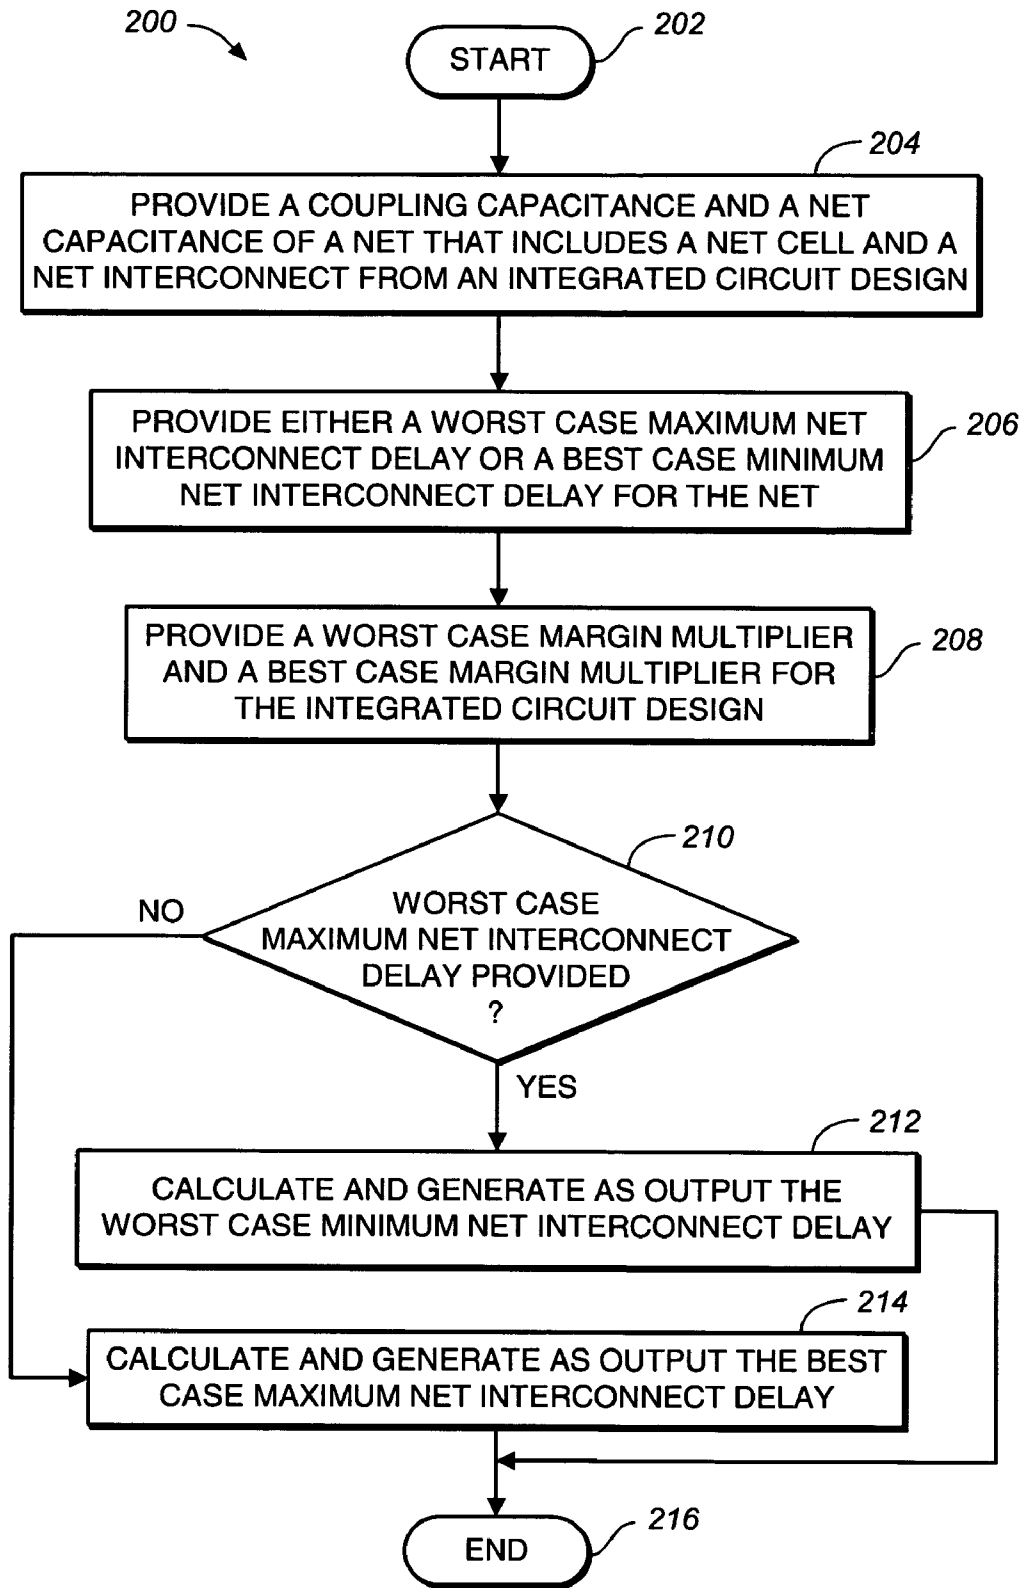 200
START
202
204
PROVIDE A COUPLING CAPACITANCE AND A NET
CAPACITANCE OF A NET THAT INCLUDES A NET CELL AND A
NET INTERCONNECT FROM AN INTEGRATED CIRCUIT DESIGN
PROVIDE EITHER A WORST CASE MAXIMUM NET
INTERCONNECT DELAY OR A BEST CASE MINIMUM
NET INTERCONNECT DELAY FOR THE NET
206
PROVIDE A WORST CASE MARGIN MULTIPLIER
AND A BEST CASE MARGIN MULTIPLIER FOR
THE INTEGRATED CIRCUIT DESIGN
208
210
WORST CASE
MAXIMUM NET INTERCONNECT
DELAY PROVIDED
?
NO
YES
212
CALCULATE AND GENERATE AS OUTPUT THE
WORST CASE MINIMUM NET INTERCONNECT DELAY
214
CALCULATE AND GENERATE AS OUTPUT THE BEST
CASE MAXIMUM NET INTERCONNECT DELAY
END
216